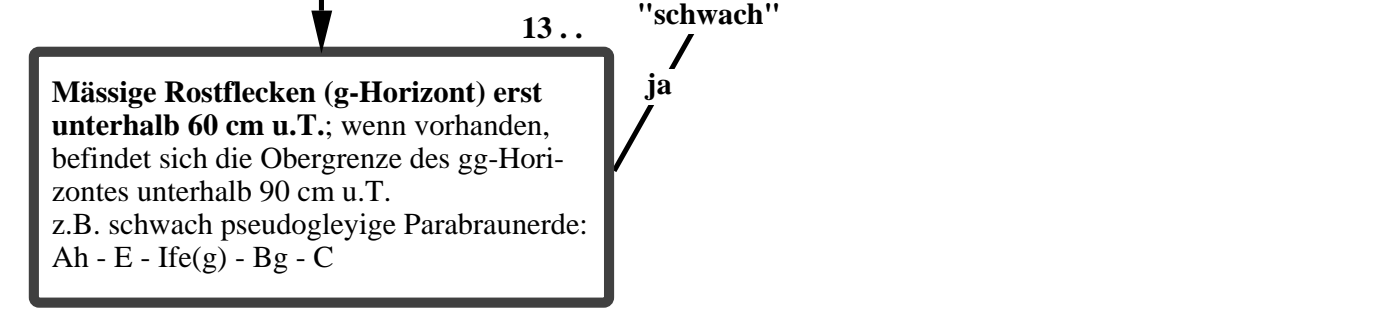 "schwach"
13 . .
ja
Mässige Rostflecken (g-Horizont) erst
unterhalb 60 cm u.T.; wenn vorhanden,
befindet sich die Obergrenze des gg-Hori-
zontes unterhalb 90 cm u.T.
z.B. schwach pseudogleyige Parabraunerde:
Ah - E - Ife(g) - Bg - C